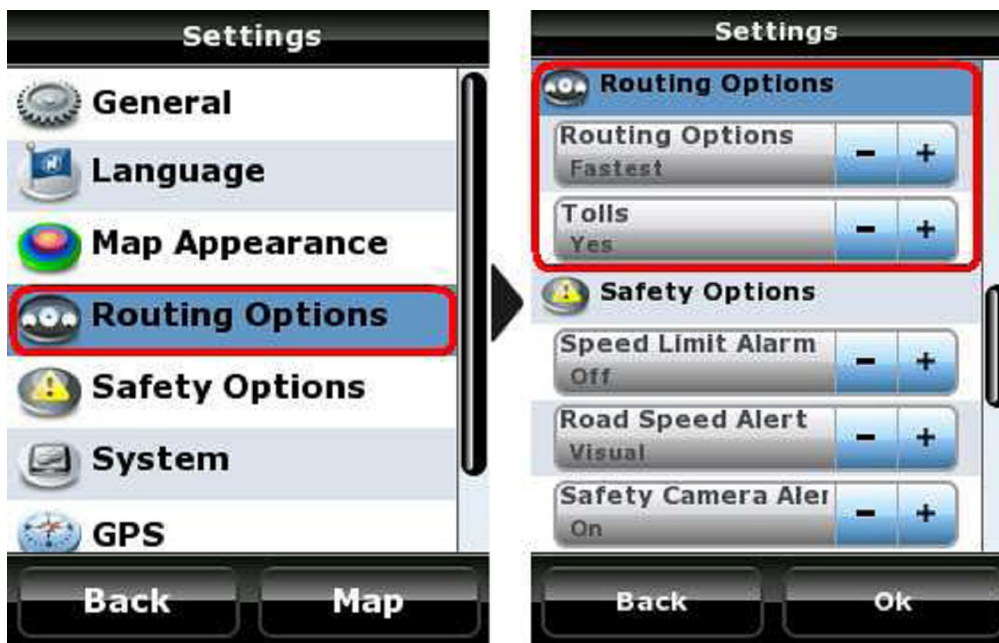 Settings
General
Language
Map Appearance
Routing Options
Safety Options
System
GPS
Back Map
Settings
Routing Options
Routing Options
Fastest
- +
Tolls
Yes
- +
Safety Options
Speed Limit Alarm
Off
- +
Road Speed Alert
Visual
- +
Safety Camera Aler
On
- +
Back Ok